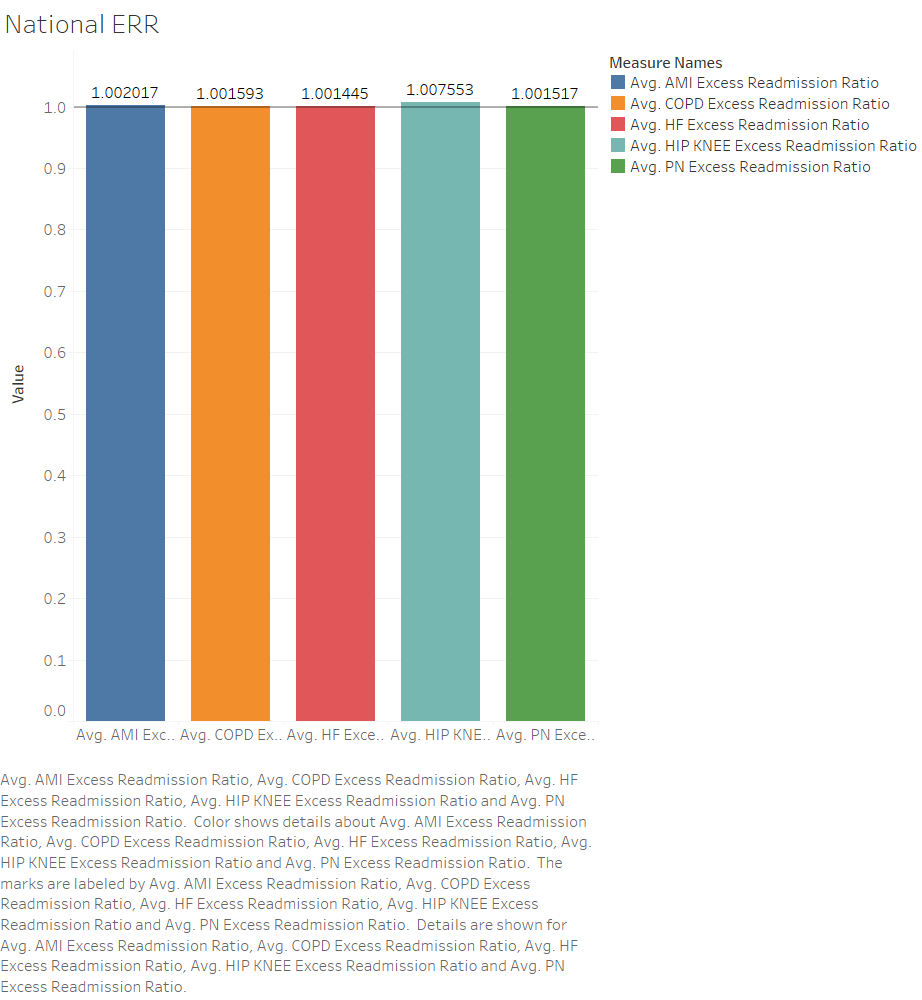 National ERR
Measure Names
Avg. AMI Excess Readmission Ratio
Avg. COPD Excess Readmission Ratio
Avg. HF Excess Readmission Ratio
Avg. HIP KNEE Excess Readmission Ratio
Avg. PN Excess Readmission Ratio
1.002017 1.001593 1.001445 1.007553 1.001517
1.0
0.9
0.8
0.7
0.6
0.5
0.4
0.3
0.2
0.1
0.0
Value
Avg. AMI Exc.. Avg. COPD Ex.. Avg. HF Exce.. Avg. HIP KNE.. Avg. PN Exce..
Avg. AMI Excess Readmission Ratio, Avg. COPD Excess Readmission Ratio, Avg. HF
Excess Readmission Ratio, Avg. HIP KNEE Excess Readmission Ratio and Avg. PN
Excess Readmission Ratio.  Color shows details about Avg. AMI Excess Readmission
Ratio, Avg. COPD Excess Readmission Ratio, Avg. HF Excess Readmission Ratio, Avg.
HIP KNEE Excess Readmission Ratio and Avg. PN Excess Readmission Ratio.  The
marks are labeled by Avg. AMI Excess Readmission Ratio, Avg. COPD Excess
Readmission Ratio, Avg. HF Excess Readmission Ratio, Avg. HIP KNEE Excess
Readmission Ratio and Avg. PN Excess Readmission Ratio.  Details are shown for
Avg. AMI Excess Readmission Ratio, Avg. COPD Excess Readmission Ratio, Avg. HF
Excess Readmission Ratio, Avg. HIP KNEE Excess Readmission Ratio and Avg. PN
Excess Readmission Ratio.